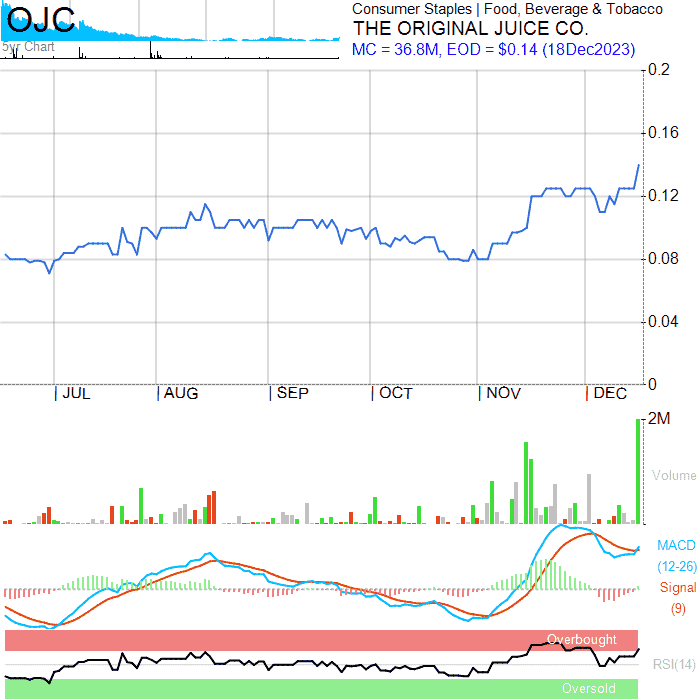 OJC
5yr Chart
Consumer Staples | Food, Beverage & Tobacco
THE ORIGINAL JUICE CO.
MC = 36.8M, EOD = $0.14 (18Dec2023)
0.2
0.16
0.12
0.08
0.04
0
JUL
AUG
SEP
OCT
NOV
DEC
2M
Volume
MACD
(12-26)
Signal
(9)
Overbought
RSI(14)
Oversold